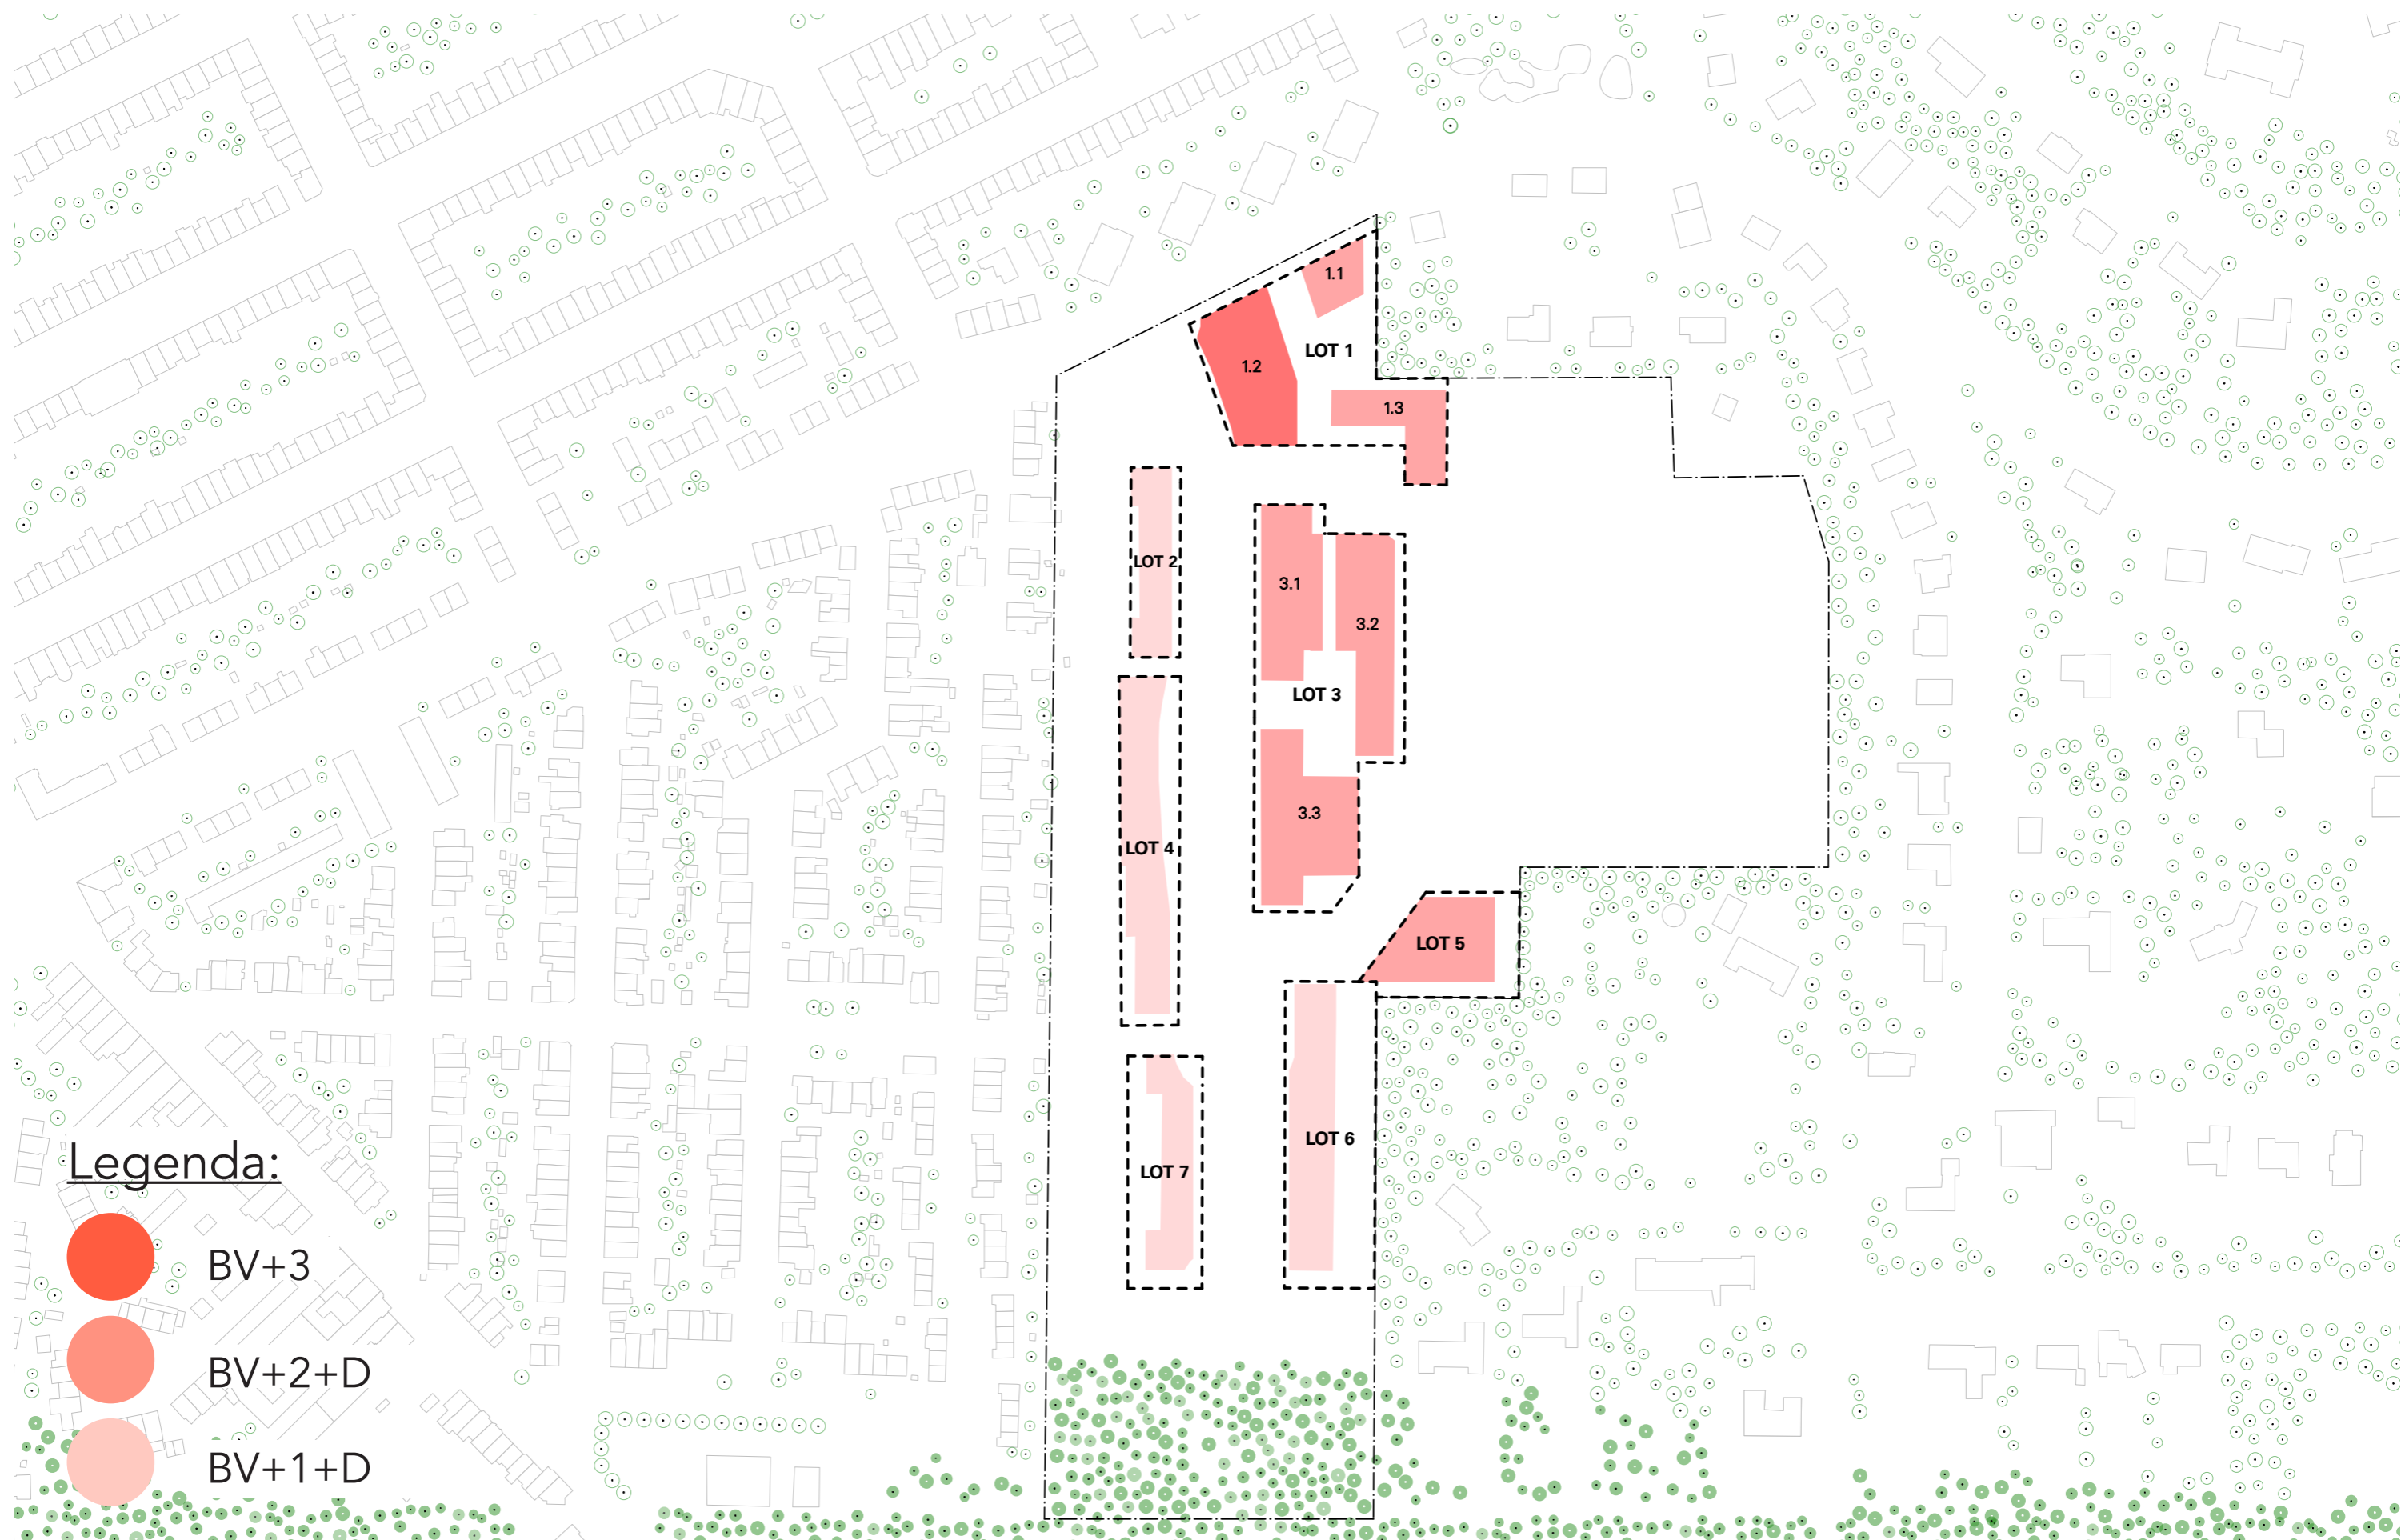 1.1
LOT 1
1.2
1.3
LOT 2
3.1
3.2
LOT 3
3.3
LOT 4
LOT 5
LOT 6
LOT 7
Legenda:
BV+3
BV+2+D
BV+1+D